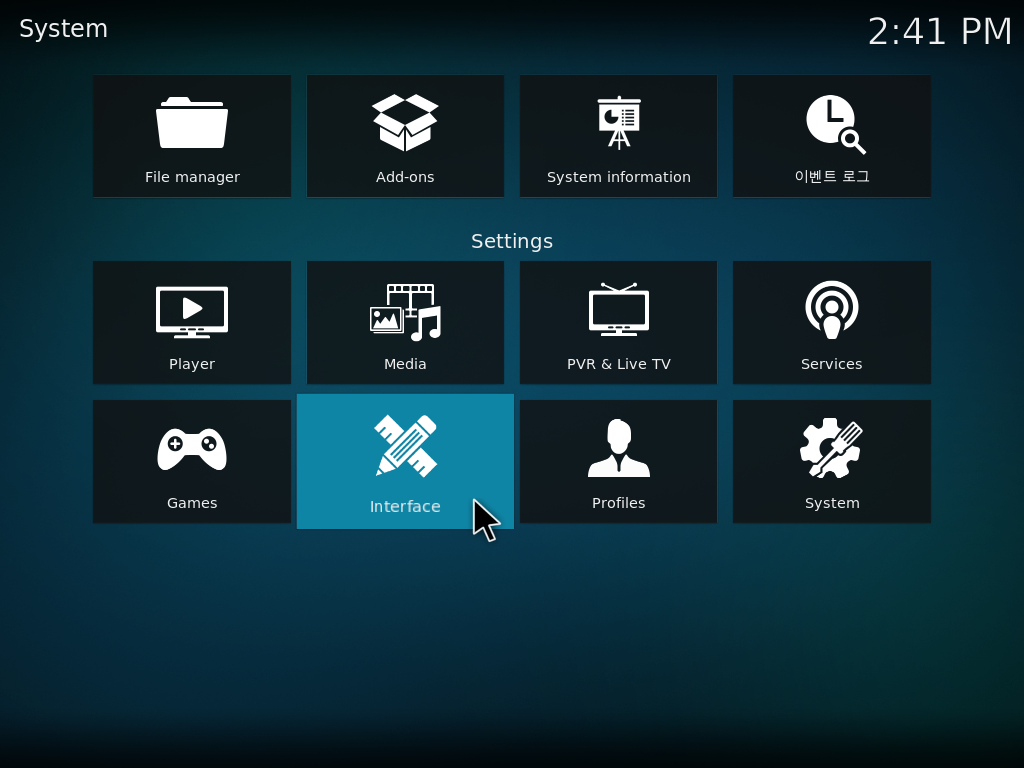 System
2:41 PM
File manager
Add-ons
System information
이벤트 로그
Settings
Player
Media
PVR & Live TV
Services
Games
Interface
Profiles
System